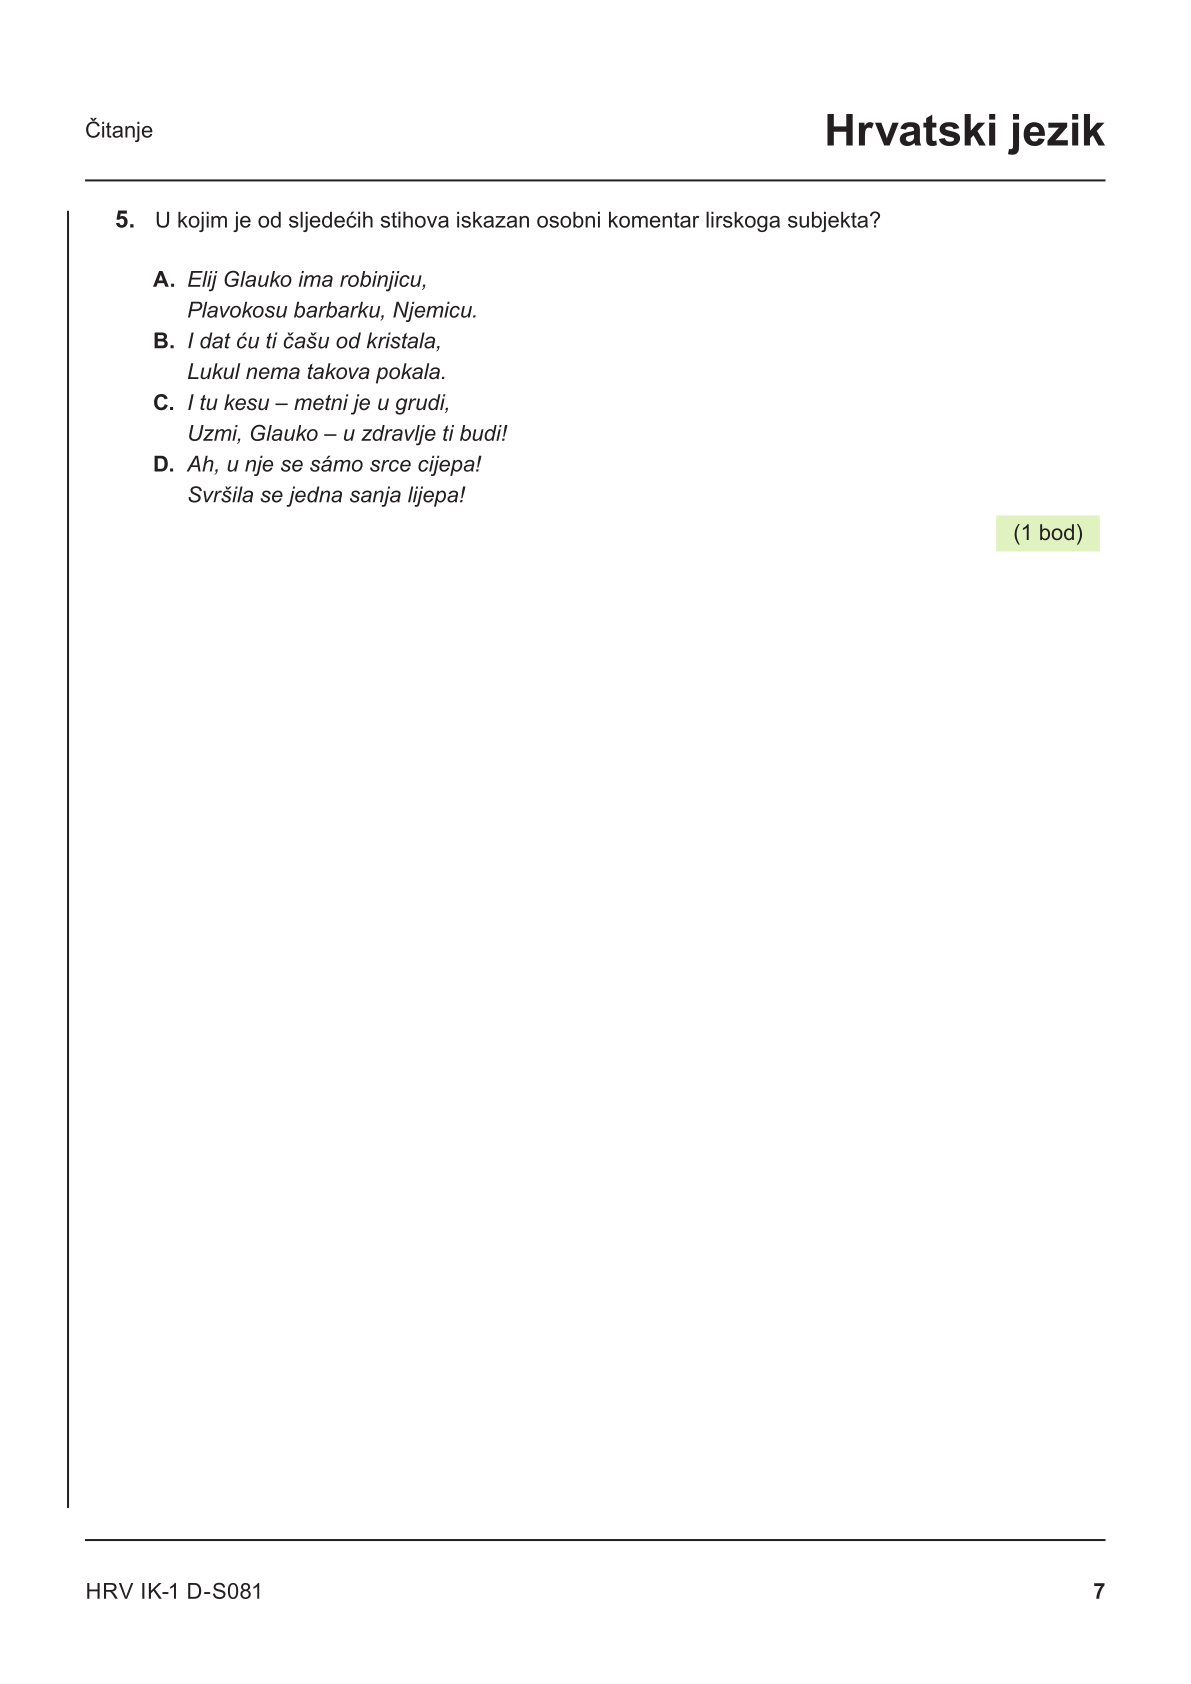 Čitanje
Hrvatski jezik
5. U kojim je od sljedećih stihova iskazan osobni komentar lirskoga subjekta?
A. Elij Glauko ima robinjicu,
Plavokosu barbarku, Njemicu.
B. I dat ću ti čašu od kristala,
Lukul nema takova pokala.
C. I tu kesu – metni je u grudi,
Uzmi, Glauko – u zdravlje ti budi!
D. Ah, u nje se sámo srce cijepa!
Svršila se jedna sanja lijepa!
(1 bod)
HRV IK-1 D-S081
7